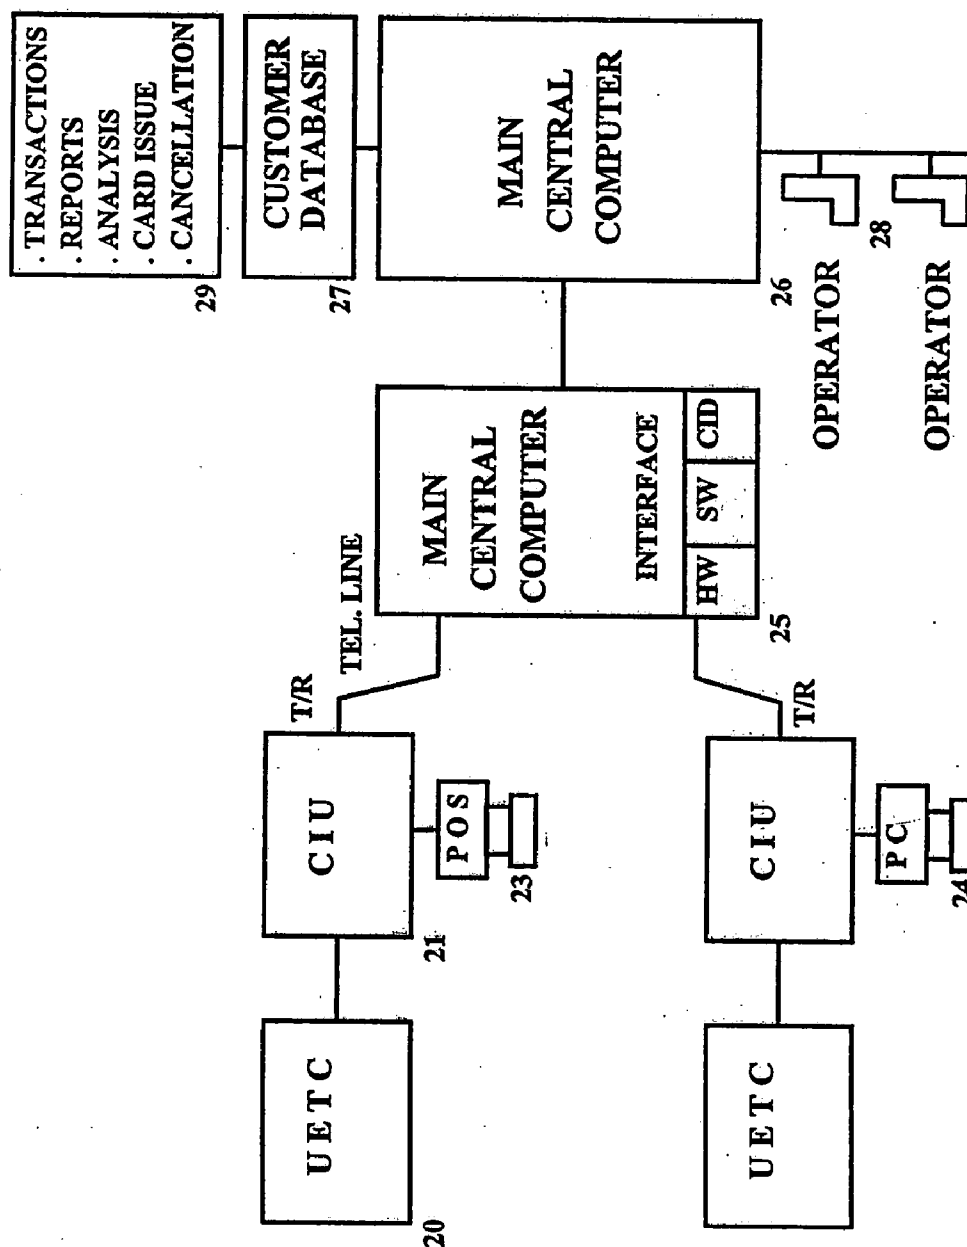 . TRANSACTIONS
. REPORTS
. ANALYSIS
. CARD ISSUE
. CANCELLATION
29
CUSTOMER
DATABASE
27
MAIN
CENTRAL
COMPUTER
26
28
OPERATOR
OPERATOR
MAIN
CENTRAL
COMPUTER
INTERFACE
HW
SW
CID
25
TEL. LINE
T/R
T/R
CIU
21
POS
23
CIU
PC
24
UETC
20
UETC